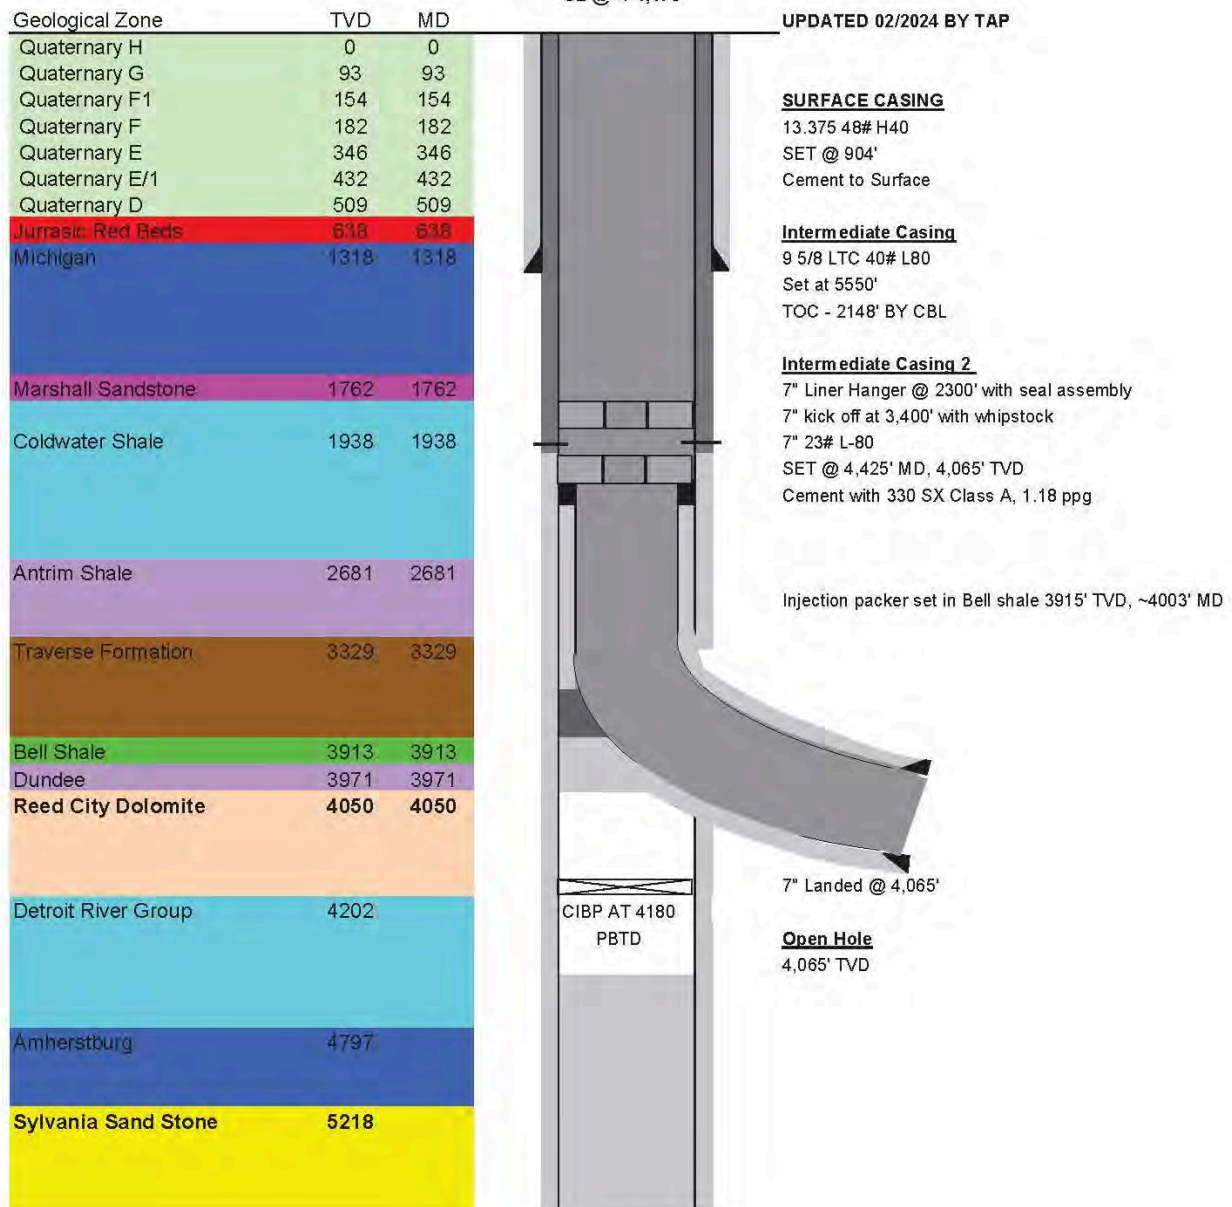 Geological Zone TVD MD
UPDATED 02/2024 BY TAP
Quaternary H 0 0
Quaternary G 93 93
Quaternary F1 154 154
Quaternary F 182 182
Quaternary E 346 346
Quaternary E/1 432 432
Quaternary D 509 509
Jurrasic Red Beds 638 638
Michigan 1318 1318
Marshall Sandstone 1762 1762
Coldwater Shale 1938 1938
Antrim Shale 2681 2681
Traverse Formation 3329 3329
Bell Shale 3913 3913
Dundee 3971 3971
Reed City Dolomite 4050 4050
Detroit River Group 4202
Amherstburg 4797
Sylvania Sand Stone 5218
CIBP AT 4180
PBTD
SURFACE CASING
13.375 48# H40
SET @ 904'
Cement to Surface
Intermediate Casing
9 5/8 LTC 40# L80
Set at 5550'
TOC - 2148' BY CBL
Intermediate Casing 2
7" Liner Hanger @ 2300' with seal assembly
7" kick off at 3,400' with whipstock
7" 23# L-80
SET @ 4,425' MD, 4,065' TVD
Cement with 330 SX Class A, 1.18 ppg
Injection packer set in Bell shale 3915' TVD, ~4003' MD
7" Landed @ 4,065'
Open Hole
4,065' TVD